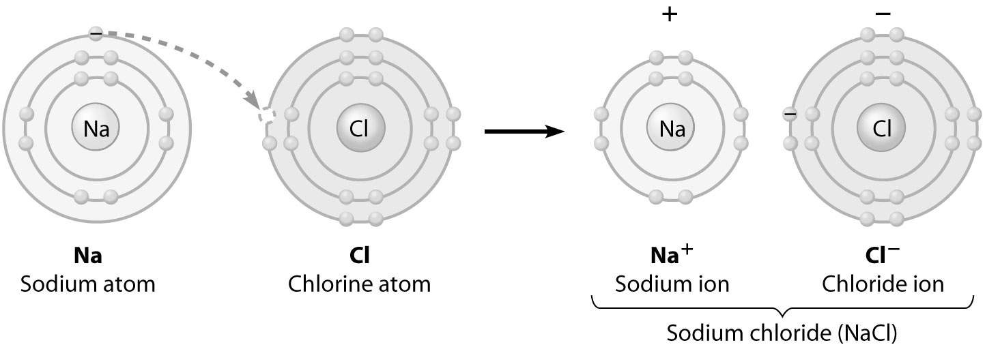 + −
−
−
Na Cl Na Cl
Na Cl Na⁺ Cl⁻
Sodium atom Chlorine atom Sodium ion Chloride ion
Sodium chloride (NaCl)